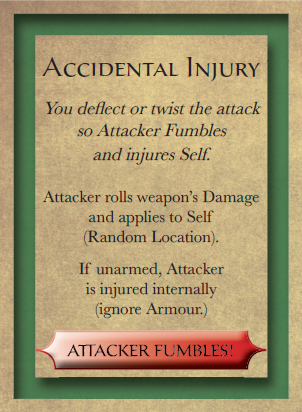 Accidental Injury
You deflect or twist the attack
so Attacker Fumbles
and injures Self.
Attacker rolls weapon's Damage
and applies to Self
(Random Location).
If unarmed, Attacker
is injured internally
(ignore Armour.)
ATTACKER FUMBLES!